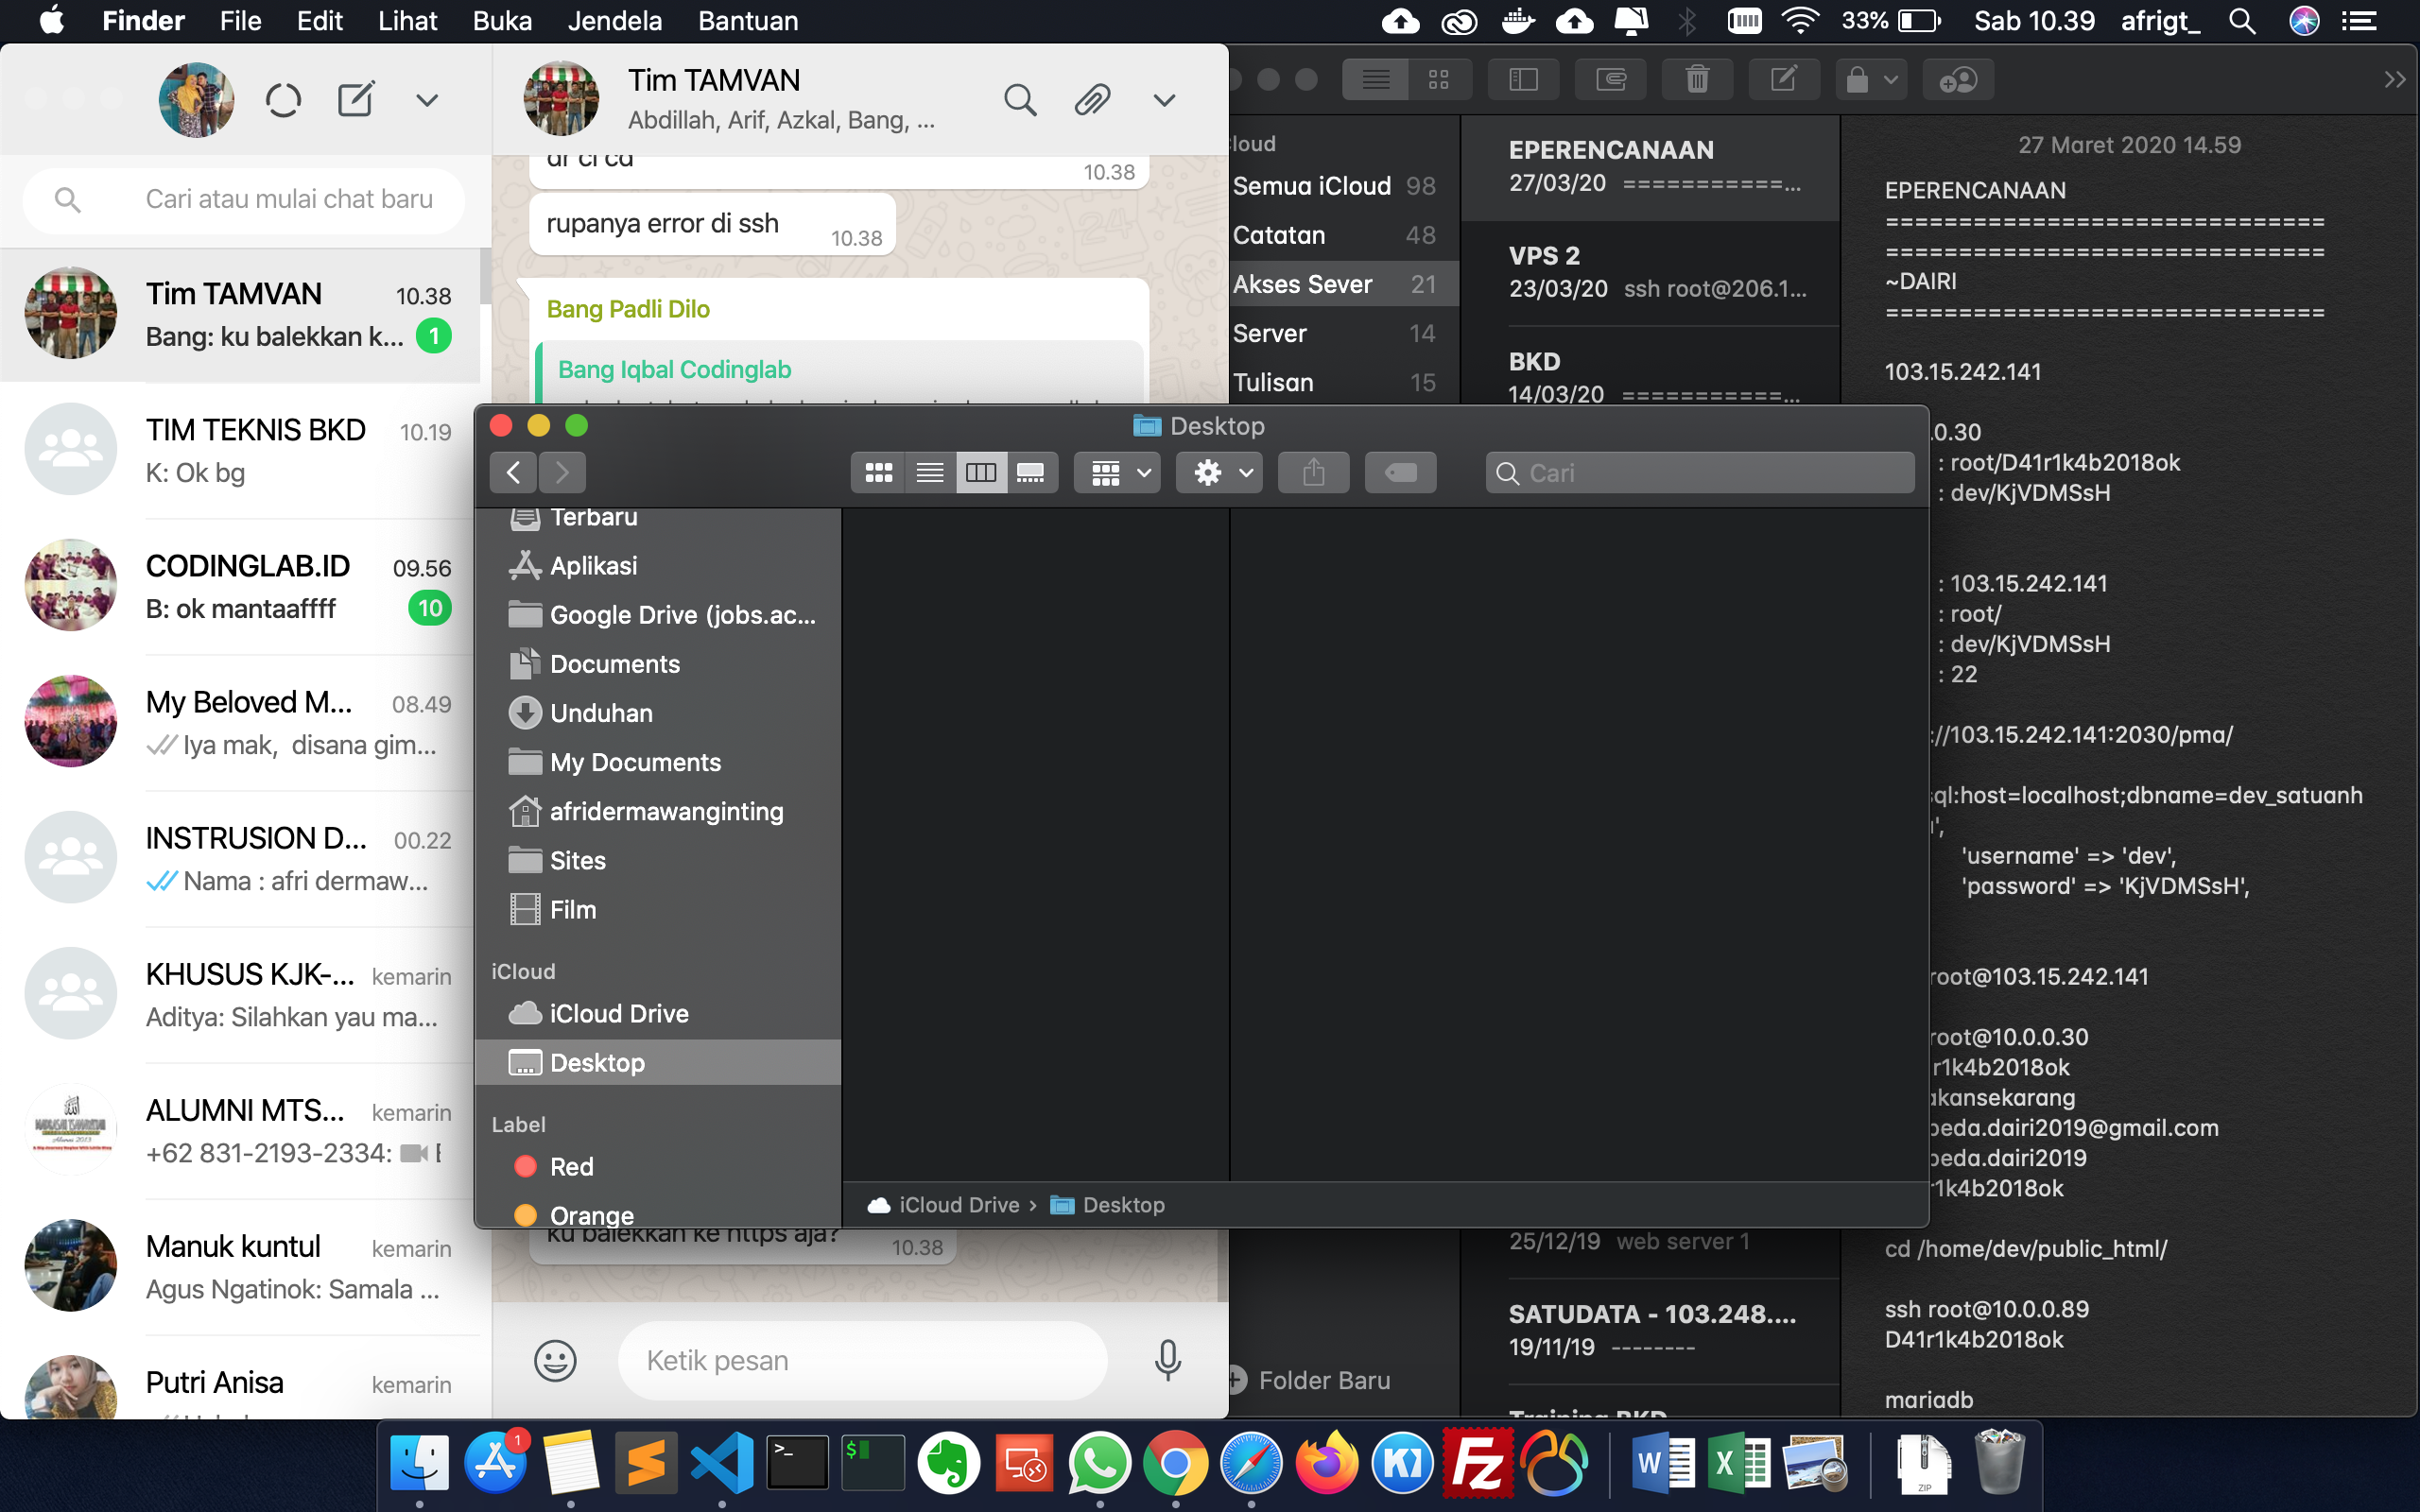 Finder File Edit Lihat Buka Jendela Bantuan
33% Sab 10.39 afrigt_
Cari atau mulai chat baru
Tim TAMVAN 10.38
Bang: ku balekkan k... 1
TIM TEKNIS BKD 10.19
K: Ok bg
CODINGLAB.ID 09.56
B: ok mantaaffff 10
My Beloved M... 08.49
Iya mak, disana gim...
INSTRUSION D... 00.22
Nama : afri dermaw...
KHUSUS KJK-... kemarin
Aditya: Silahkan yau ma...
ALUMNI MTS... kemarin
+62 831-2193-2334:
Manuk kuntul kemarin
Agus Ngatinok: Samala ...
Putri Anisa kemarin
Tim TAMVAN
Abdillah, Arif, Azkal, Bang, ...
dr ci cd
10.38
rupanya error di ssh 10.38
Bang Padli Dilo
Bang Iqbal Codinglab
ku balekkan ke https aja? 10.38
Ketik pesan
Desktop
Cari
Terbaru
Aplikasi
Google Drive (jobs.ac...
Documents
Unduhan
My Documents
afridermawanginting
Sites
Film
iCloud
iCloud Drive
Desktop
Label
Red
Orange
iCloud Drive › Desktop
Semua iCloud 98
Catatan 48
Akses Sever 21
Server 14
Tulisan 15
Folder Baru
EPERENCANAAN
27/03/20 ===========...
VPS 2
23/03/20 ssh root@206.1...
BKD
14/03/20 ===========...
25/12/19 web server 1
SATUDATA - 103.248....
19/11/19 --------
Training BKD
27 Maret 2020 14.59
EPERENCANAAN
==============================
==============================
~DAIRI
==============================
103.15.242.141
.0.30
: root/D41r1k4b2018ok
: dev/KjVDMSsH
: 103.15.242.141
: root/
: dev/KjVDMSsH
: 22
://103.15.242.141:2030/pma/
ql:host=localhost;dbname=dev_satuanh
',
'username' => 'dev',
'password' => 'KjVDMSsH',
root@103.15.242.141
root@10.0.0.30
r1k4b2018ok
akansekarang
peda.dairi2019@gmail.com
peda.dairi2019
r1k4b2018ok
cd /home/dev/public_html/
ssh root@10.0.0.89
D41r1k4b2018ok
mariadb
1
ZIP